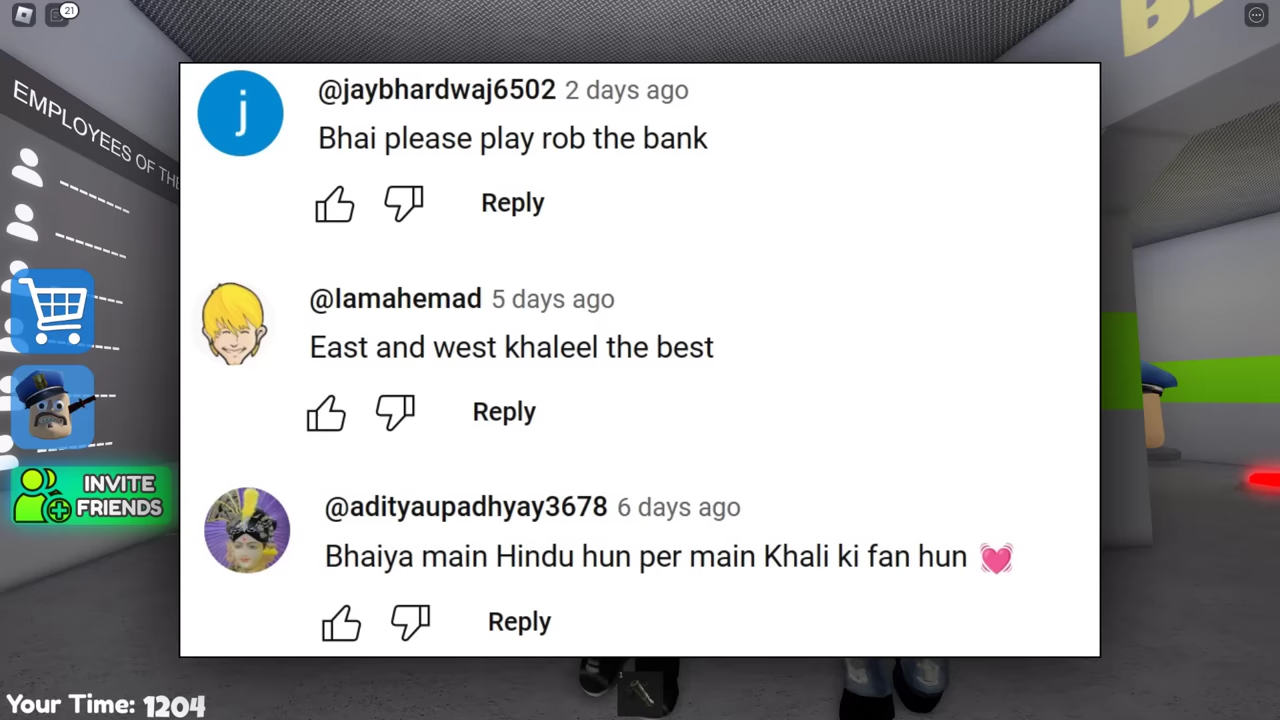 21
EMPLOYEES OF THE
@jaybhardwaj6502 2 days ago
Bhai please play rob the bank
Reply
@Iamahemad 5 days ago
East and west khaleel the best
Reply
@adityaupadhyay3678 6 days ago
Bhaiya main Hindu hun per main Khali ki fan hun 💓
Reply
INVITE
FRIENDS
Your Time: 1204
1